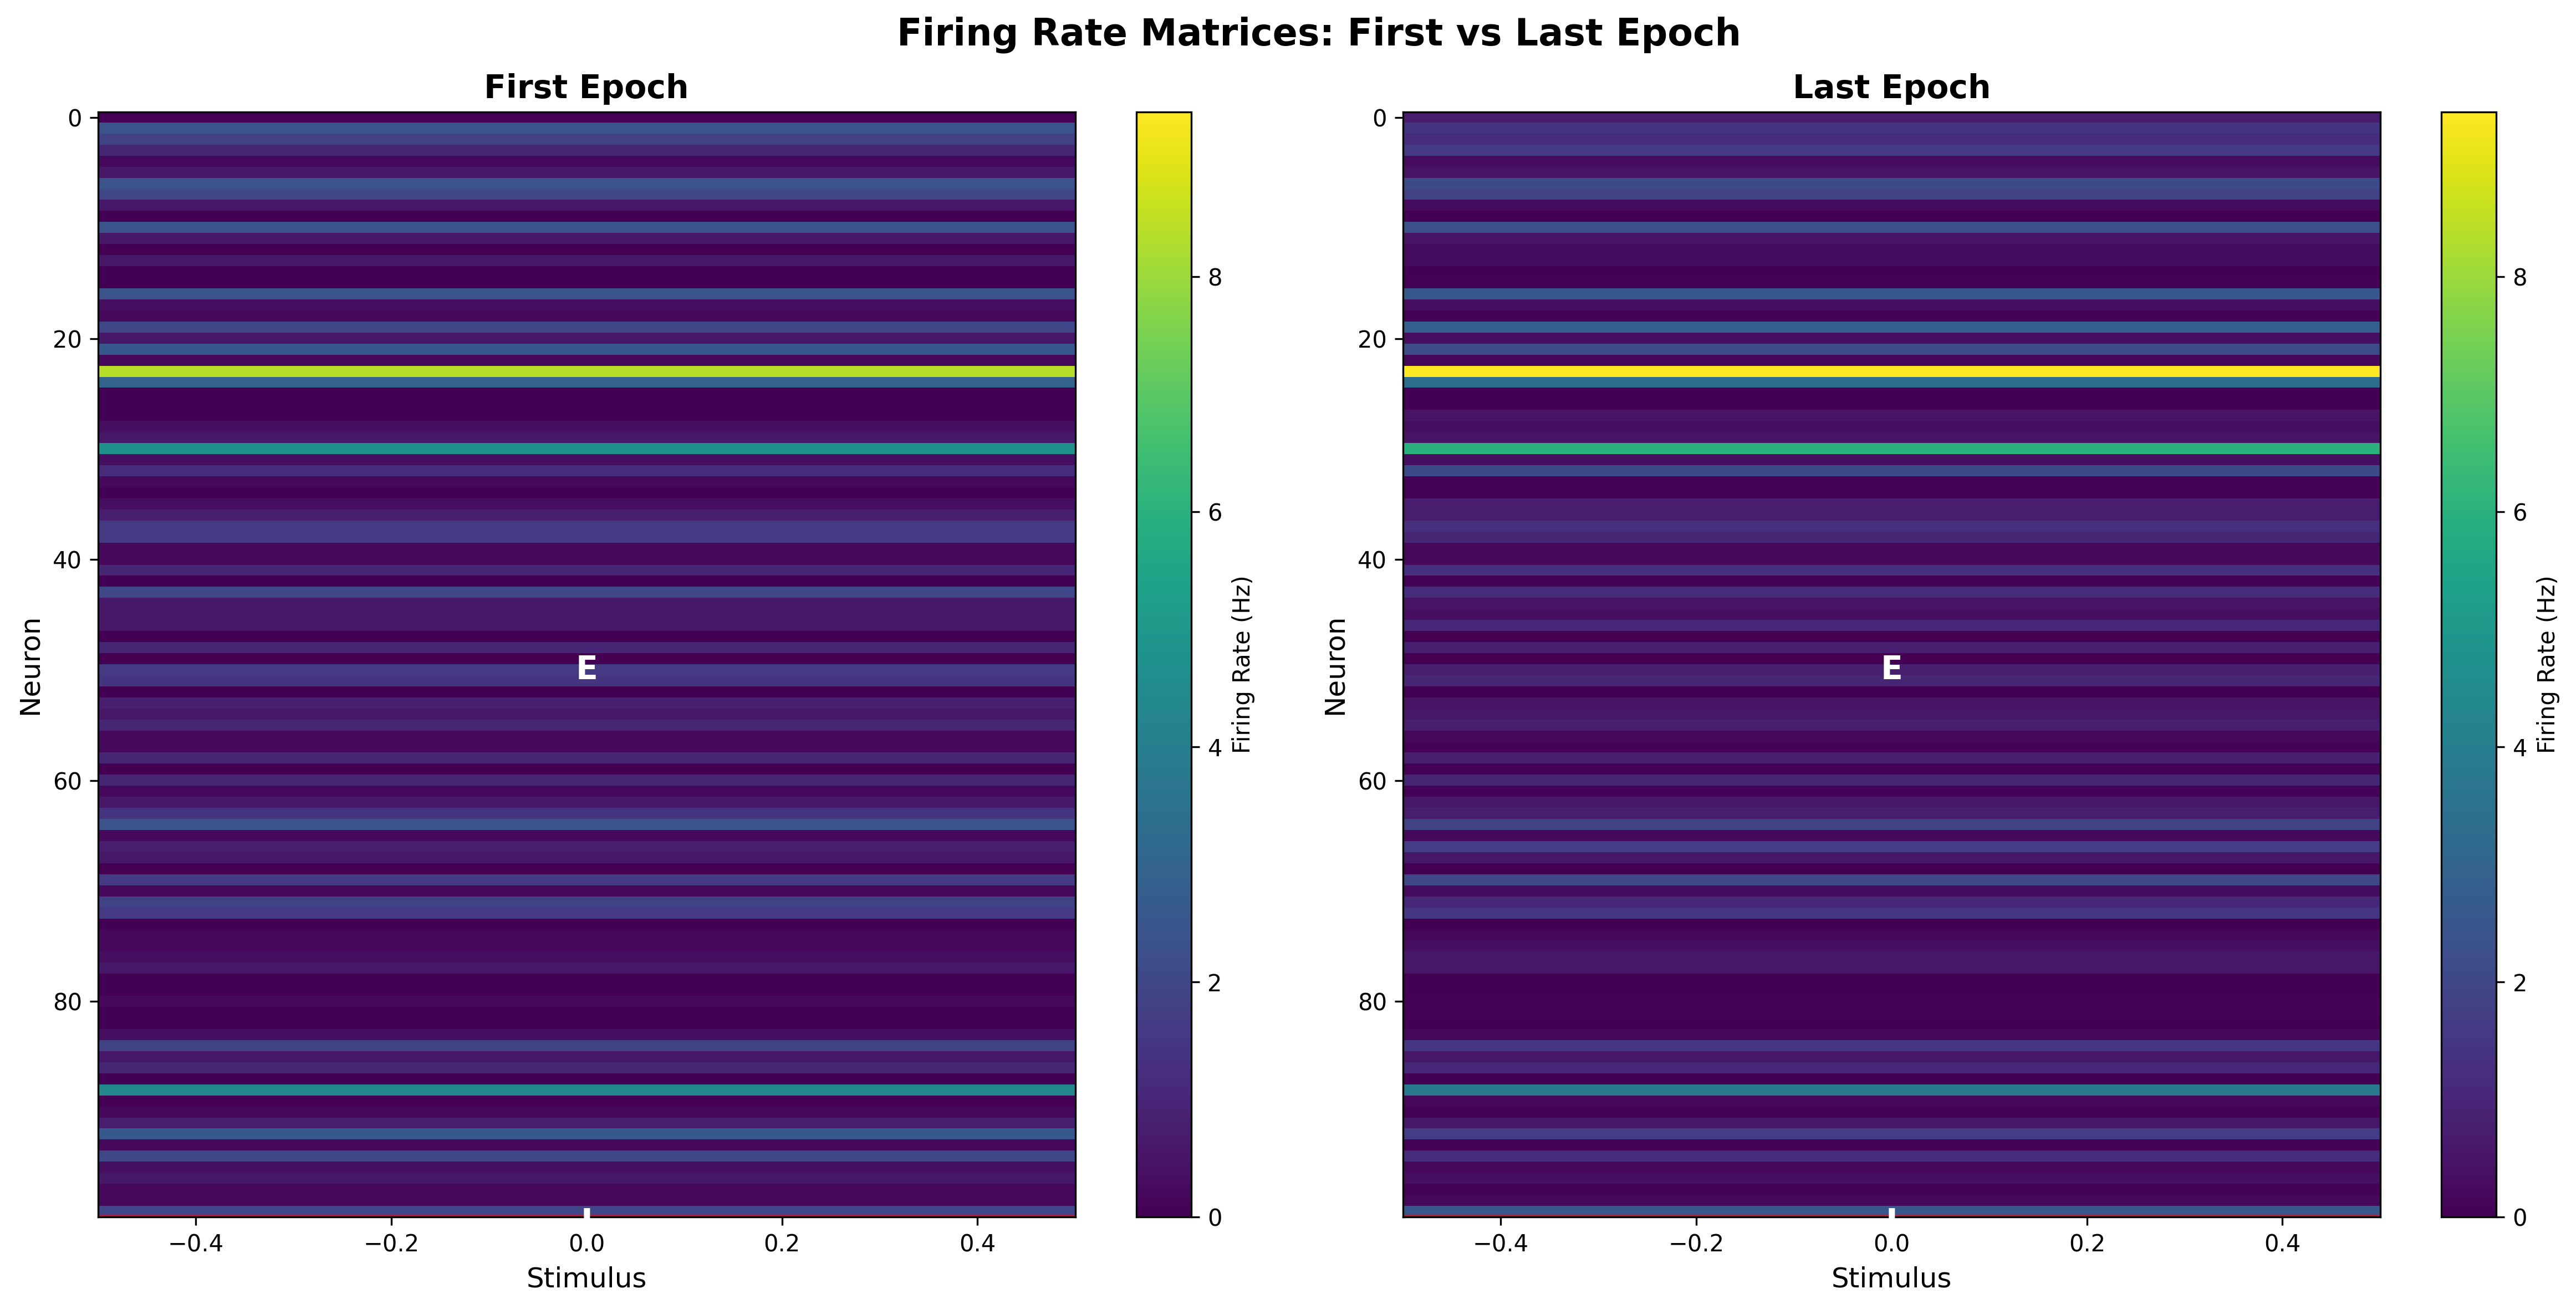 Firing Rate Matrices: First vs Last Epoch
First Epoch
0
20
40
60
80
Neuron
E
I
−0.4
−0.2
0.0
0.2
0.4
Stimulus
8
6
4
2
0
Firing Rate (Hz)
Last Epoch
0
20
40
60
80
Neuron
E
I
−0.4
−0.2
0.0
0.2
0.4
Stimulus
8
6
4
2
0
Firing Rate (Hz)